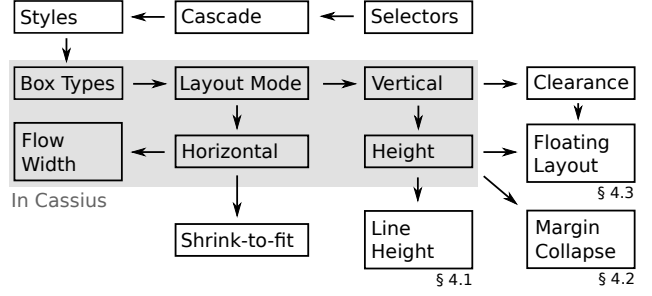 Styles
Cascade
Selectors
Box Types
Layout Mode
Vertical
Clearance
Flow
Width
Horizontal
Height
Floating
Layout
§ 4.3
In Cassius
Shrink-to-fit
Line
Height
§ 4.1
Margin
Collapse
§ 4.2